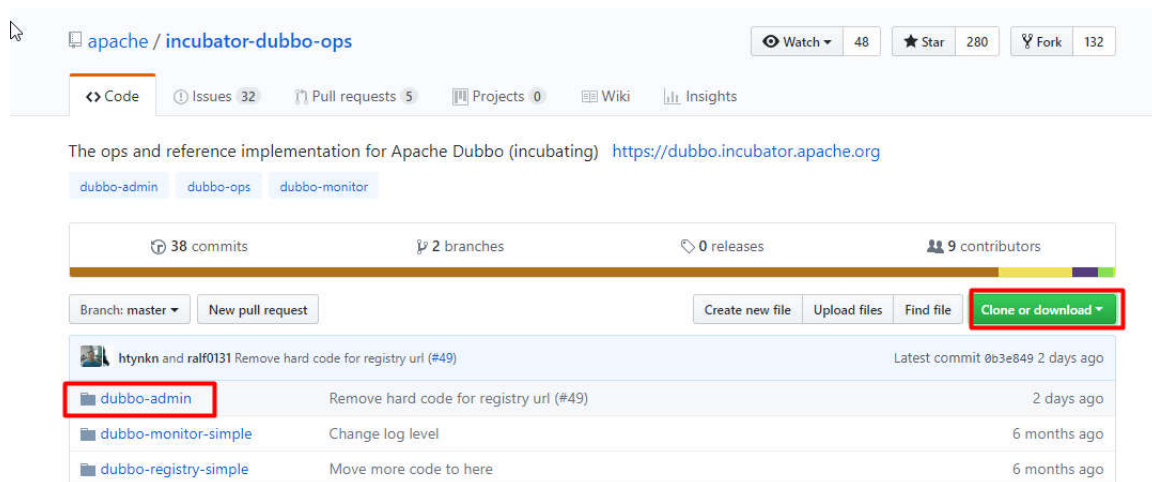 apache / incubator-dubbo-ops Watch 48 Star 280 Fork 132
Code Issues 32 Pull requests 5 Projects 0 Wiki Insights
The ops and reference implementation for Apache Dubbo (incubating) https://dubbo.incubator.apache.org
dubbo-admin dubbo-ops dubbo-monitor
38 commits 2 branches 0 releases 9 contributors
Branch: master New pull request Create new file Upload files Find file Clone or download
htynkn and ralf0131 Remove hard code for registry url (#49) Latest commit 0b3e849 2 days ago
dubbo-admin Remove hard code for registry url (#49) 2 days ago
dubbo-monitor-simple Change log level 6 months ago
dubbo-registry-simple Move more code to here 6 months ago